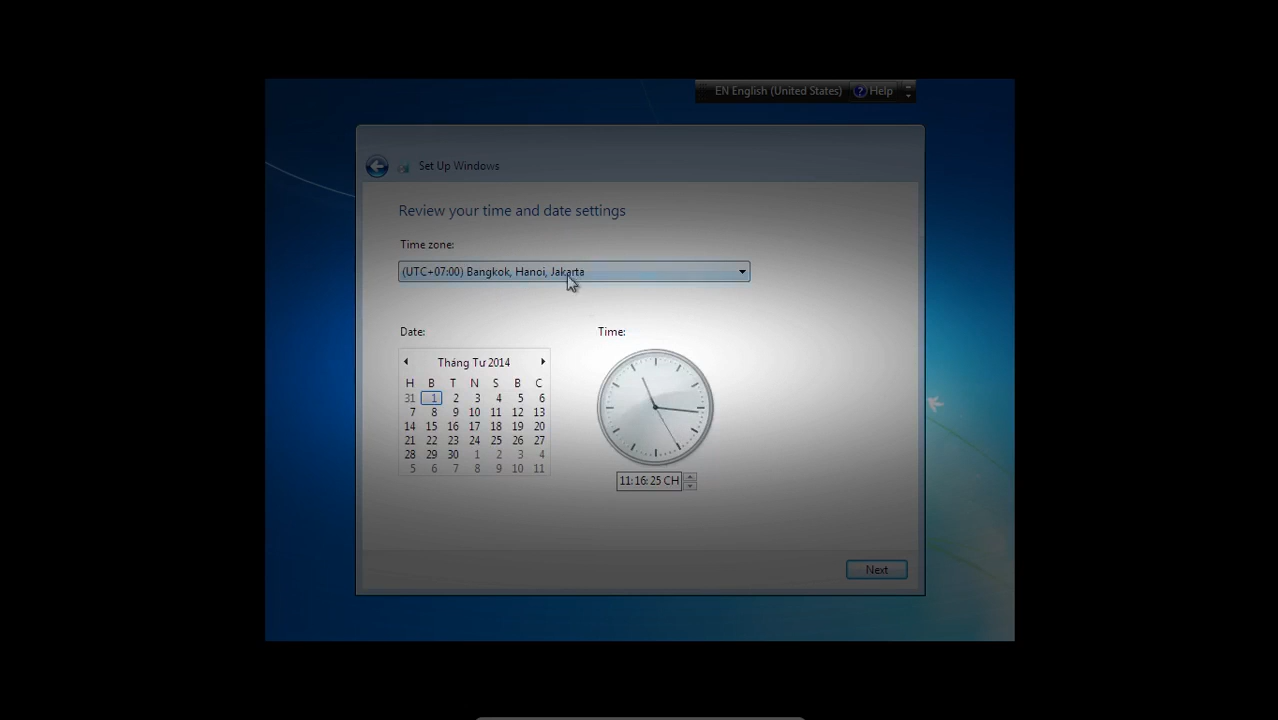 EN English (United States) ? Help
Set Up Windows
Review your time and date settings
Time zone:
(UTC+07:00) Bangkok, Hanoi, Jakarta
Date: Time:
Tháng Tư 2014
H B T N S B C
31 1 2 3 4 5 6
7 8 9 10 11 12 13
14 15 16 17 18 19 20
21 22 23 24 25 26 27
28 29 30 1 2 3 4
5 6 7 8 9 10 11
11:16:25 CH
Next